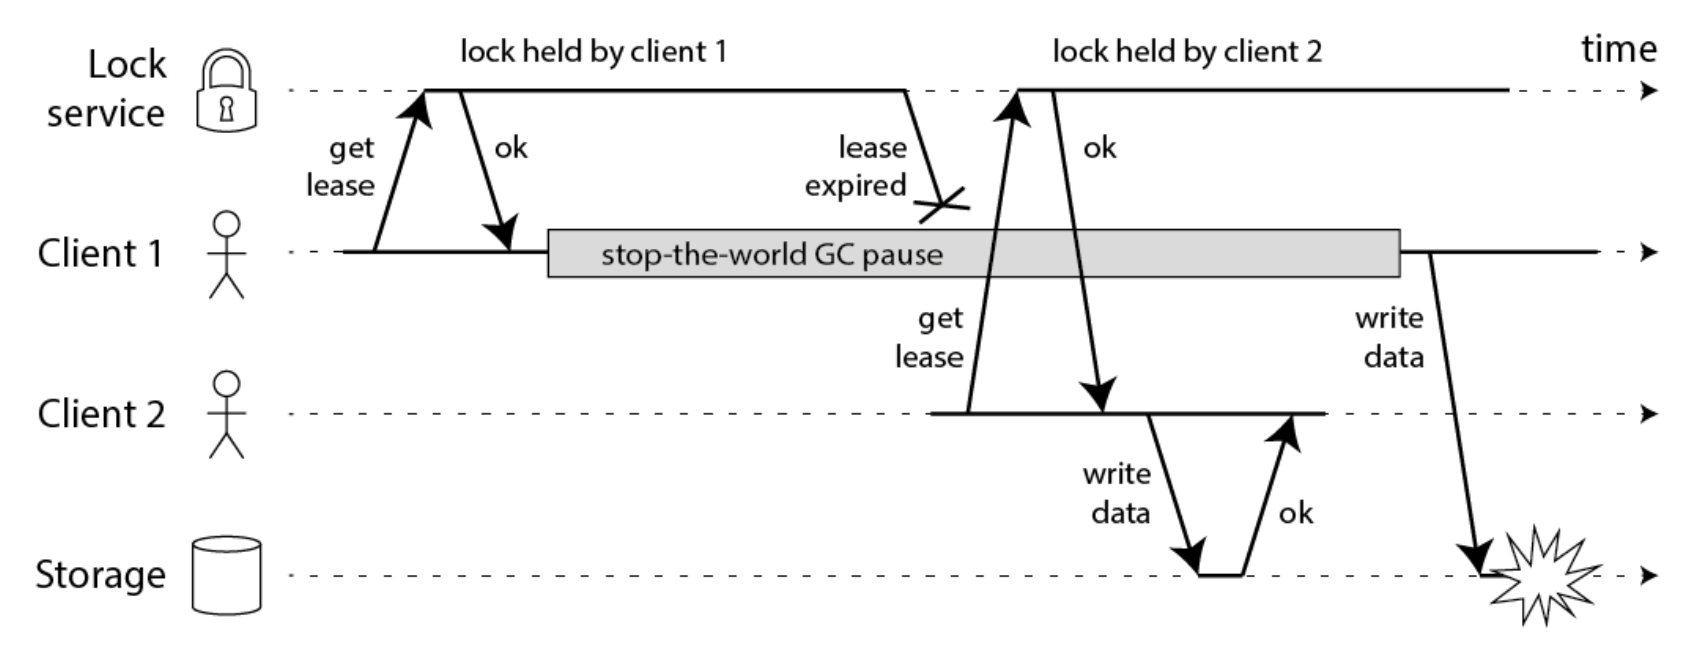 lock held by client 1
lock held by client 2
time
Lock
service
get
lease
ok
lease
expired
ok
Client 1
stop-the-world GC pause
get
lease
write
data
Client 2
write
data
ok
Storage